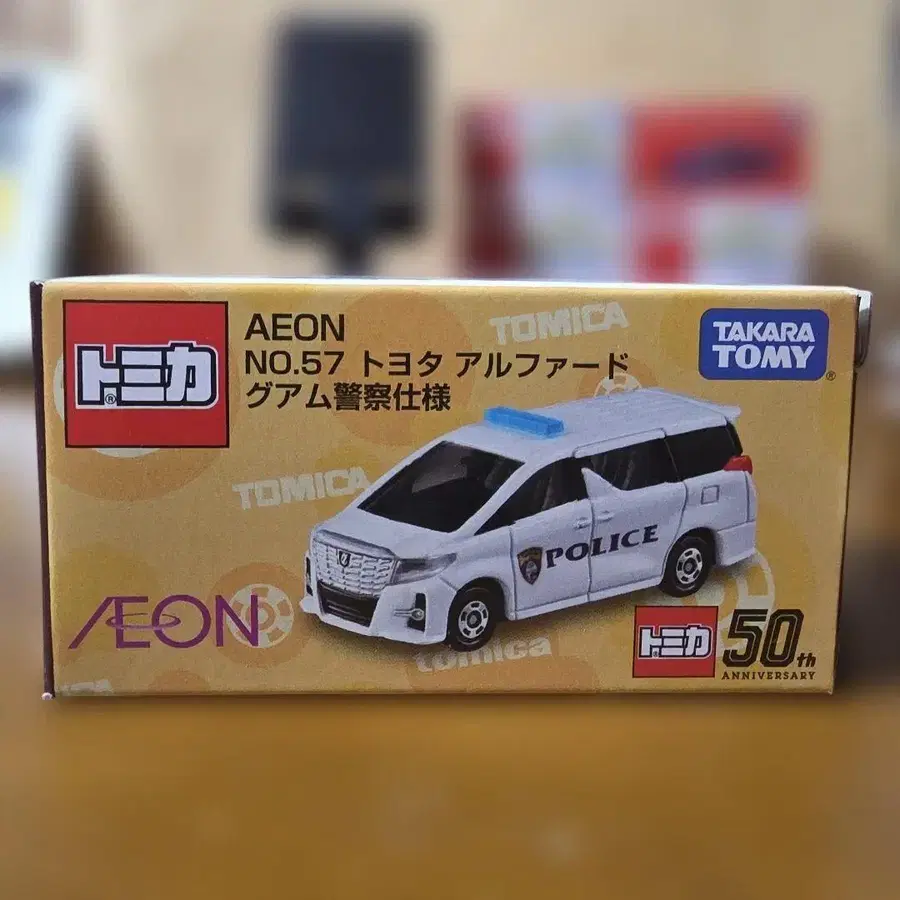 トミカ
AEON
NO.57 トヨタ アルファード
グアム警察仕様
TOMICA
TAKARA
TOMY
TOMICA
POLICE
AEON
tomica
トミカ
50th
ANNIVERSARY